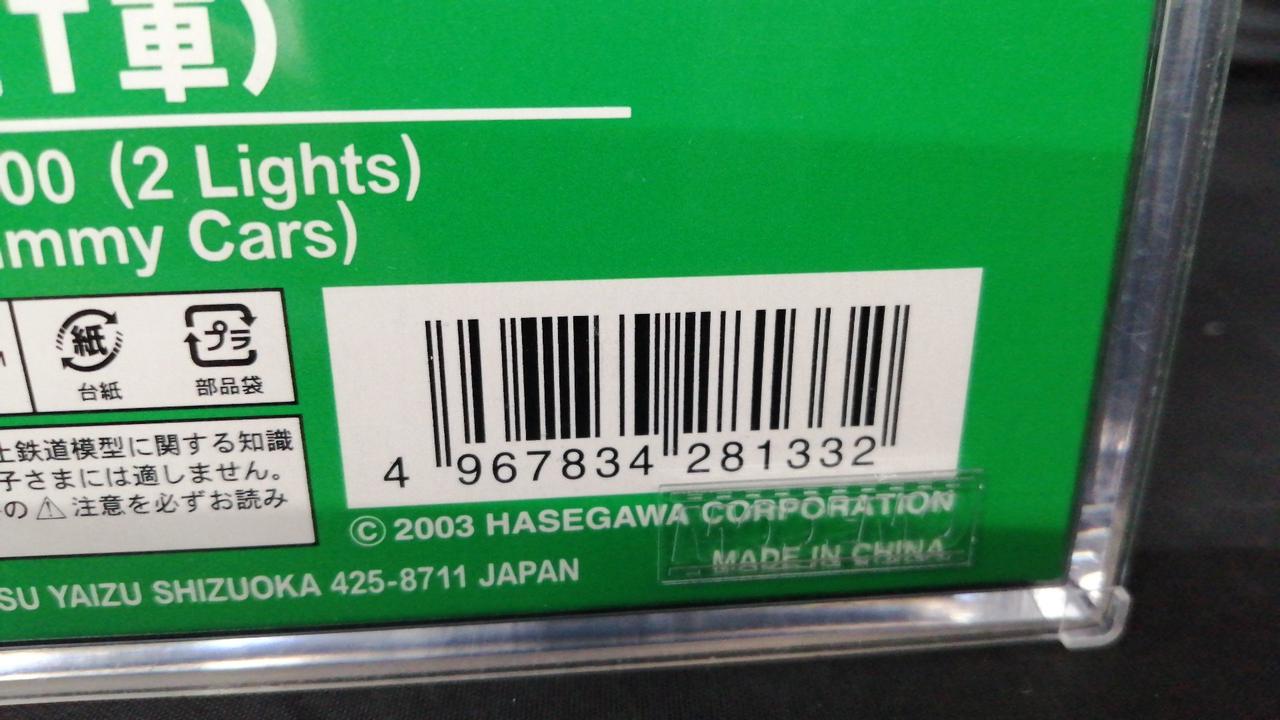 T車)
00 (2 Lights)
mmy Cars)
紙
プラ
台紙
部品袋
鉄道模型に関する知識
子さまには適しません。
の⚠注意を必ずお読み
4 967834 281332
© 2003 HASEGAWA CORPORATION
MADE IN CHINA
SU YAIZU SHIZUOKA 425-8711 JAPAN